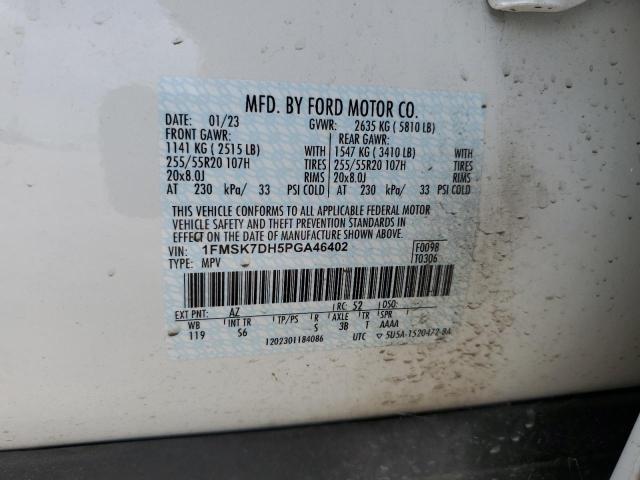 MFD. BY FORD MOTOR CO.
DATE: 01/23 GVWR: 2635 KG ( 5810 LB)
FRONT GAWR: REAR GAWR:
1141 KG ( 2515 LB) WITH 1547 KG ( 3410 LB) WITH
255/55R20 107H TIRES 255/55R20 107H TIRES
20x8.0J RIMS 20x8.0J RIMS
AT 230 kPa/ 33 PSI COLD AT 230 kPa/ 33 PSI COLD
THIS VEHICLE CONFORMS TO ALL APPLICABLE FEDERAL MOTOR
VEHICLE SAFETY AND THEFT PREVENTION STANDARDS IN EFFECT
ON THE DATE OF MANUFACTURE SHOWN ABOVE.
VIN: 1FMSK7DH5PGA46402 F0098
TYPE: MPV T0306
EXT PNT: AZ RC: 52 DSO:
WB INT TR TP/PS R AXLE TR SPR
119 S6 S 3B T AAAA
1202301184086 UTC ▽ 5U5A-1520472-BA